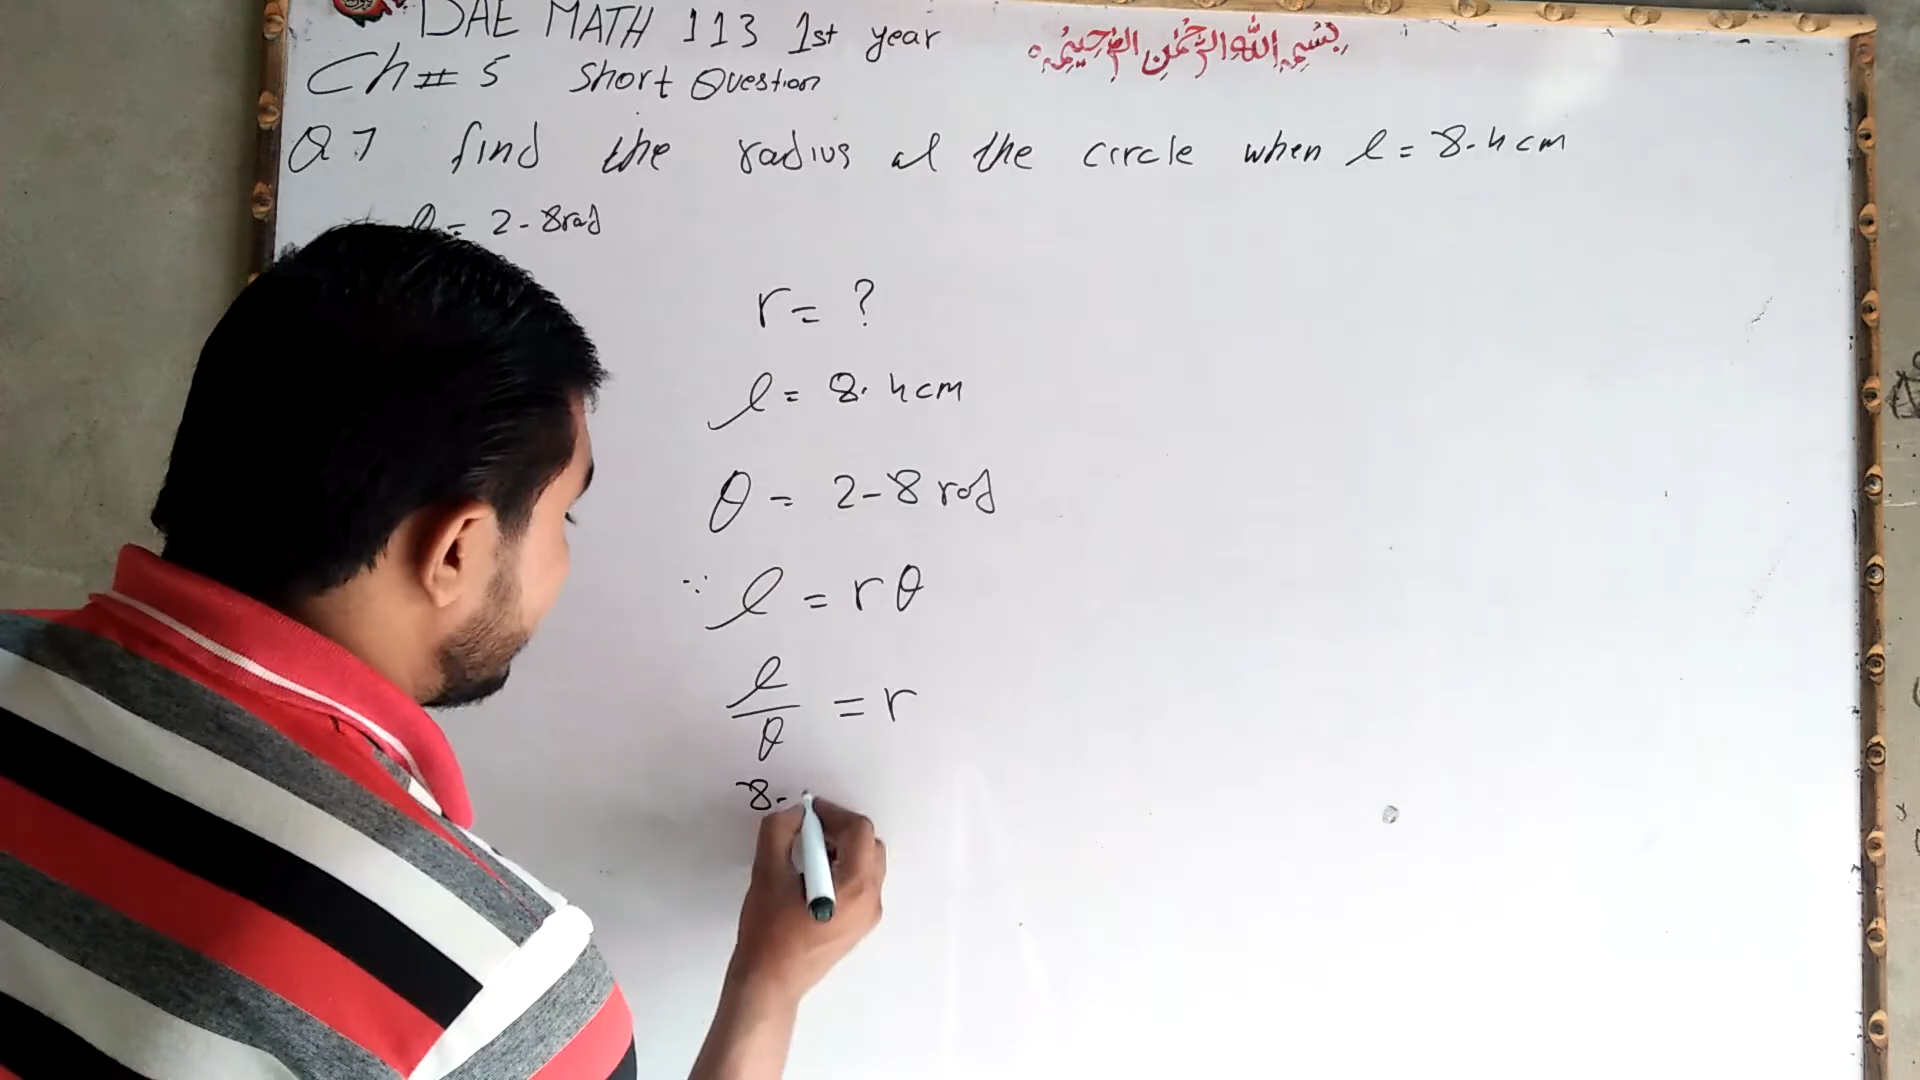 DAE MATH 113 1st year
بِسْمِ اللهِ الرَّحْمٰنِ الرَّحِيْمِ
Ch # 5 Short Question
Q 7 find the radius of the circle when l = 8.4cm
θ = 2.8rad
r = ?
l = 8.4cm
θ = 2.8 rad
∵ l = rθ
l/θ = r
8.